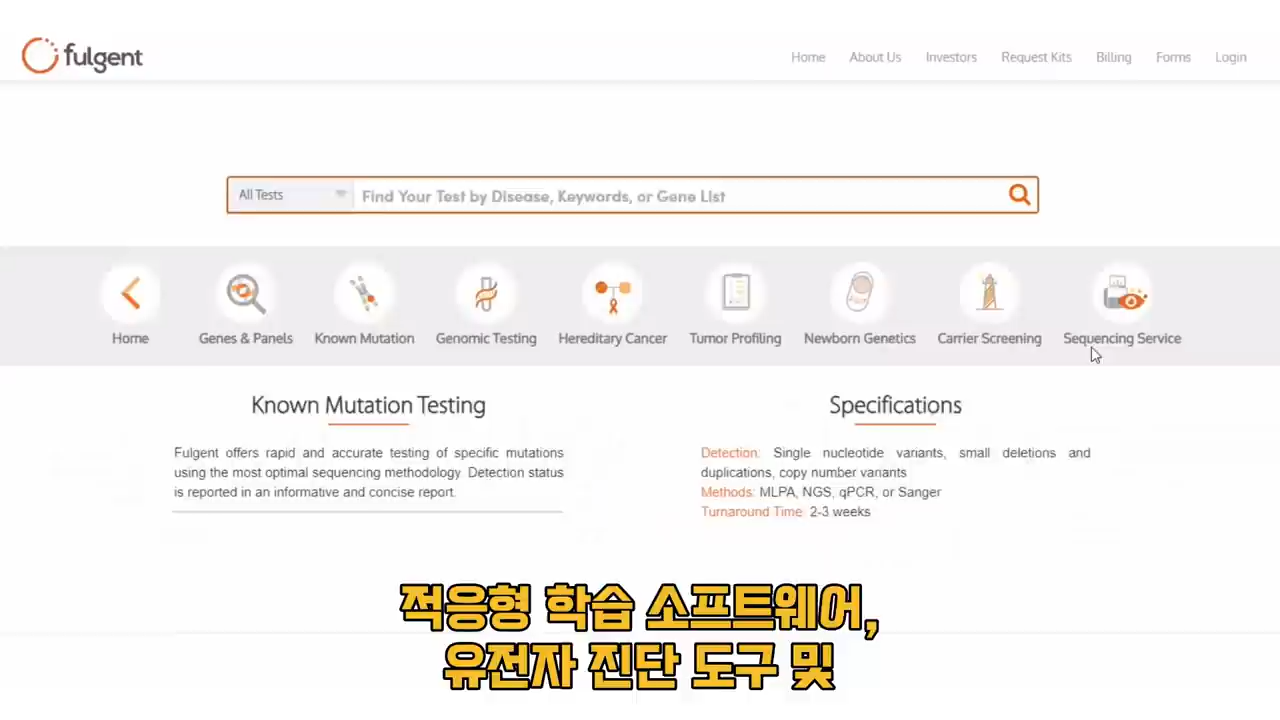 fulgent
Home About Us Investors Request Kits Billing Forms Login
All Tests Find Your Test by Disease, Keywords, or Gene List
Home Genes & Panels Known Mutation Genomic Testing Hereditary Cancer Tumor Profiling Newborn Genetics Carrier Screening Sequencing Service
Known Mutation Testing
Fulgent offers rapid and accurate testing of specific mutations
using the most optimal sequencing methodology. Detection status
is reported in an informative and concise report.
Specifications
Detection: Single nucleotide variants, small deletions and
duplications, copy number variants
Methods: MLPA, NGS, qPCR, or Sanger
Turnaround Time: 2-3 weeks
적응형 학습 소프트웨어,
유전자 진단 도구 및